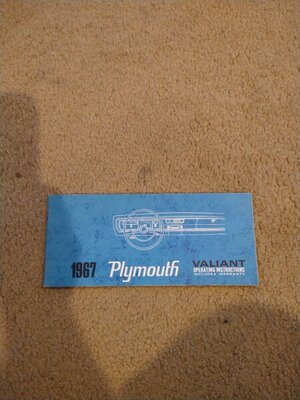 1967 Plymouth VALIANT
OPERATING INSTRUCTIONS
INCLUDES WARRANTY